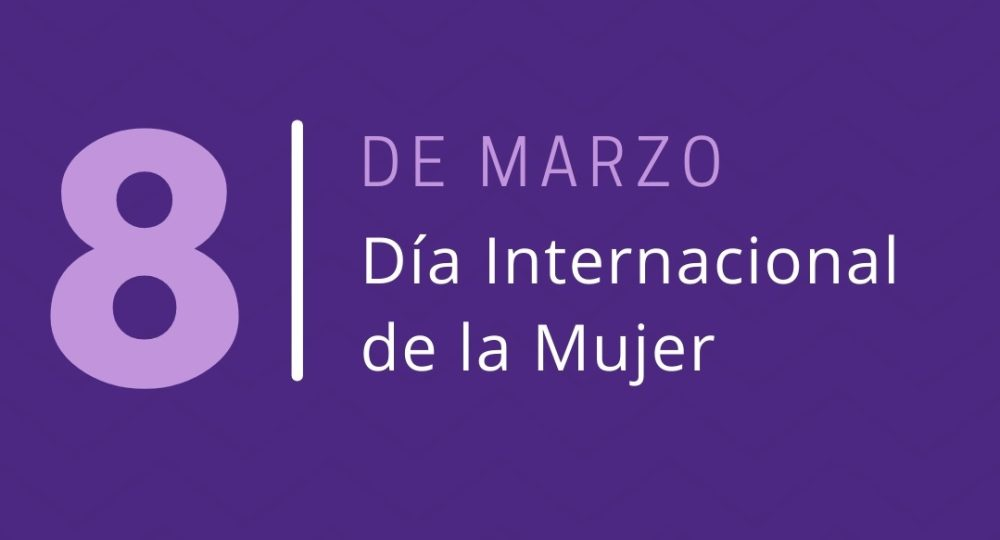 8
DE MARZO
Día Internacional
de la Mujer